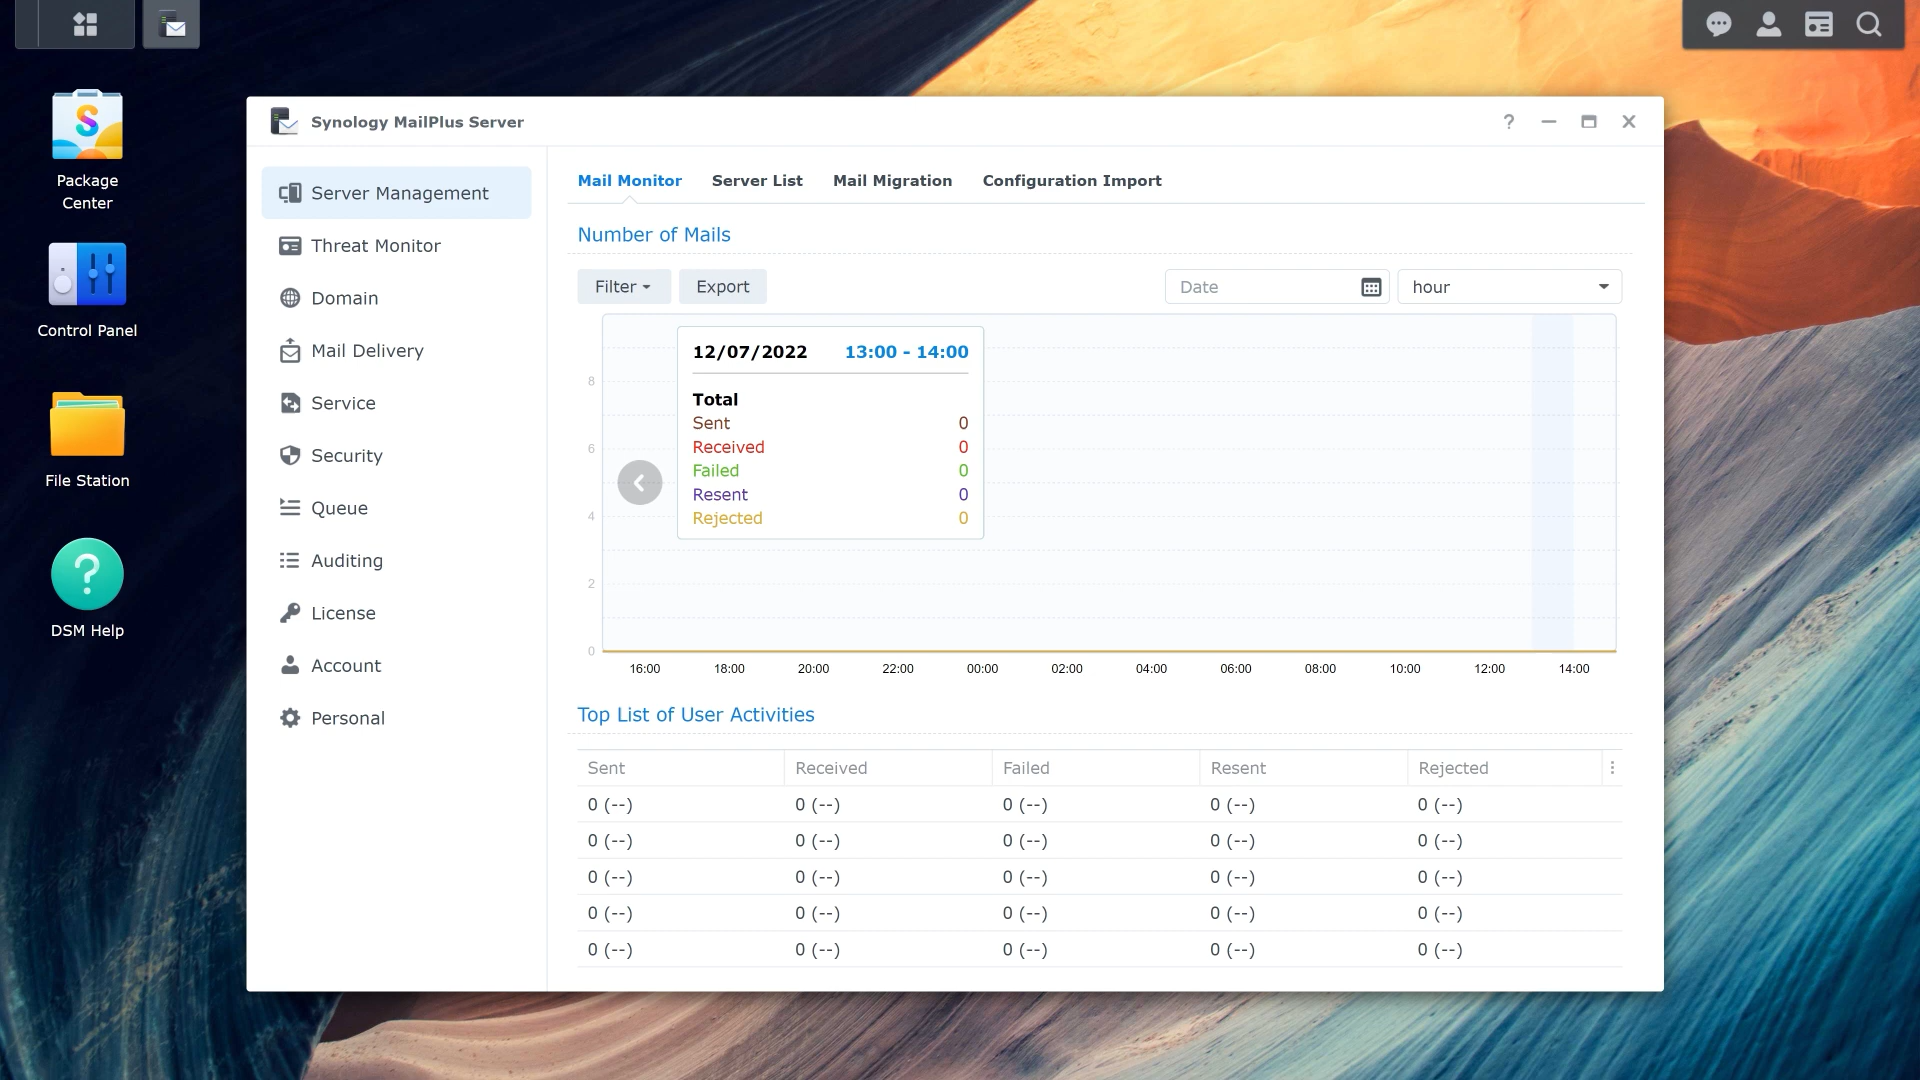 Package
Center
Control Panel
File Station
DSM Help
Synology MailPlus Server
Server Management
Threat Monitor
Domain
Mail Delivery
Service
Security
Queue
Auditing
License
Account
Personal
Mail Monitor Server List Mail Migration Configuration Import
Number of Mails
Filter Export Date hour
12/07/2022 13:00 - 14:00
Total
Sent 0
Received 0
Failed 0
Resent 0
Rejected 0
8
6
4
2
0
16:00 18:00 20:00 22:00 00:00 02:00 04:00 06:00 08:00 10:00 12:00 14:00
Top List of User Activities
Sent Received Failed Resent Rejected
0 (--) 0 (--) 0 (--) 0 (--) 0 (--)
0 (--) 0 (--) 0 (--) 0 (--) 0 (--)
0 (--) 0 (--) 0 (--) 0 (--) 0 (--)
0 (--) 0 (--) 0 (--) 0 (--) 0 (--)
0 (--) 0 (--) 0 (--) 0 (--) 0 (--)